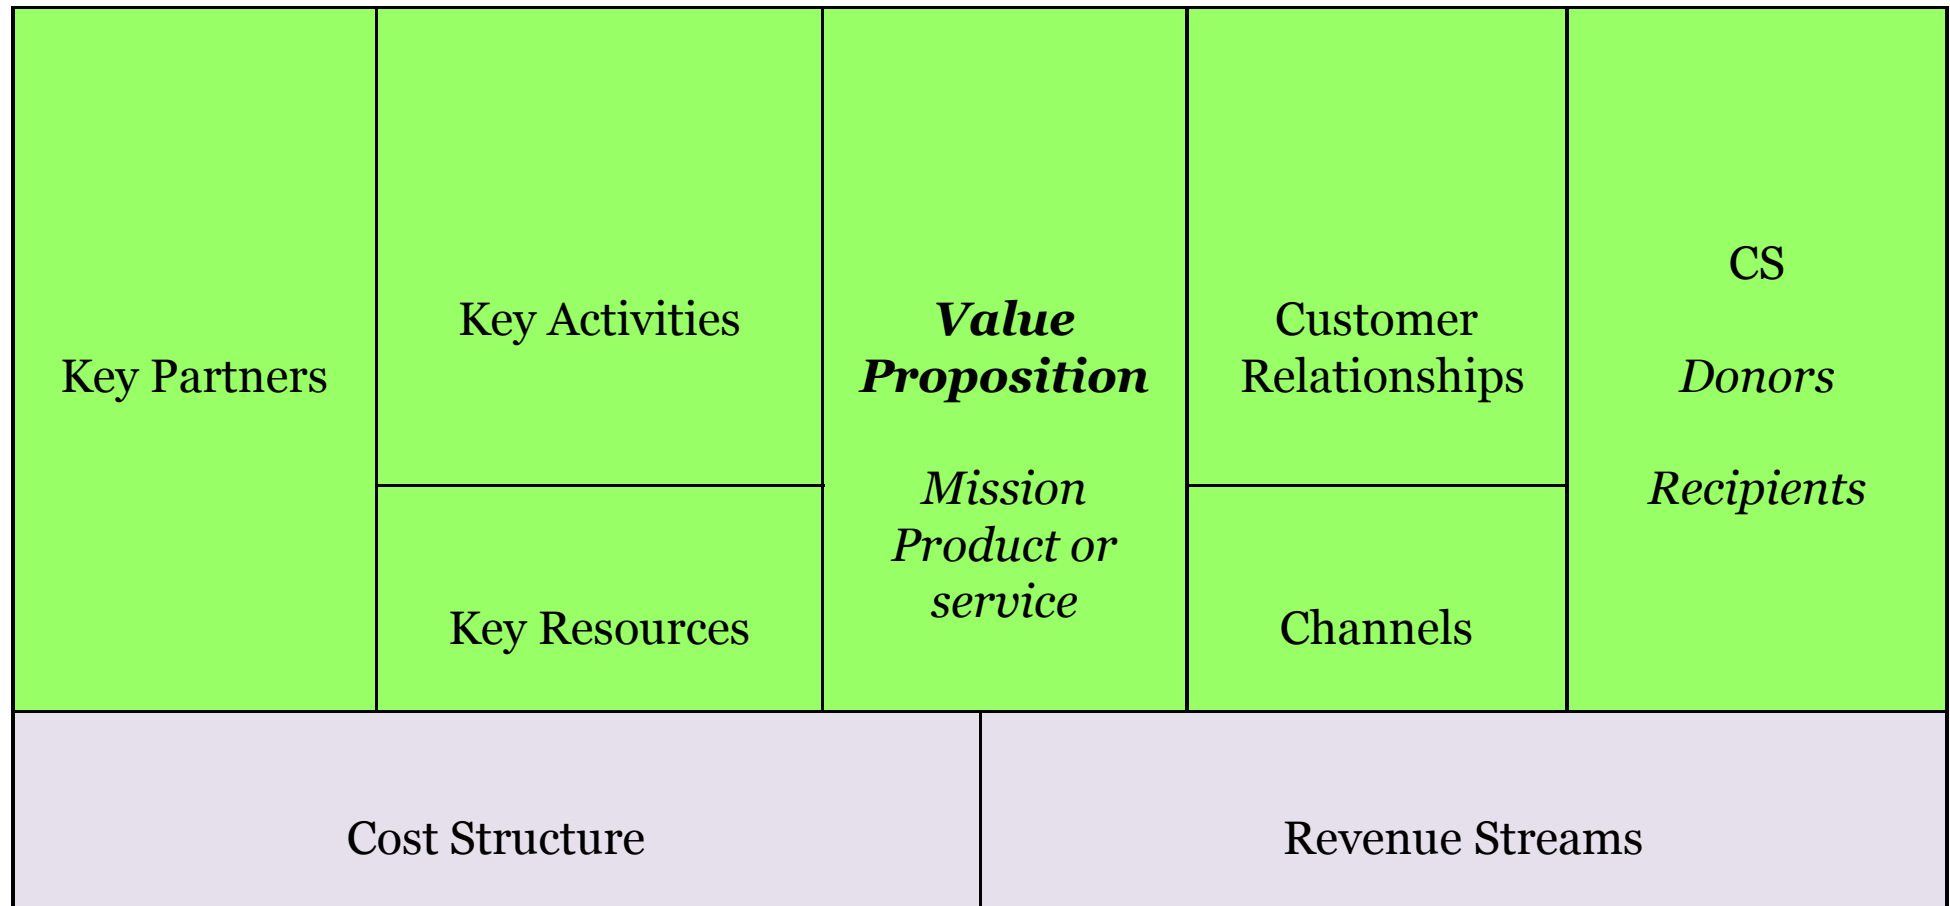 Key Partners
Key Activities
Key Resources
Value
Proposition
Mission
Product or
service
Customer
Relationships
Channels
CS
Donors
Recipients
Cost Structure
Revenue Streams